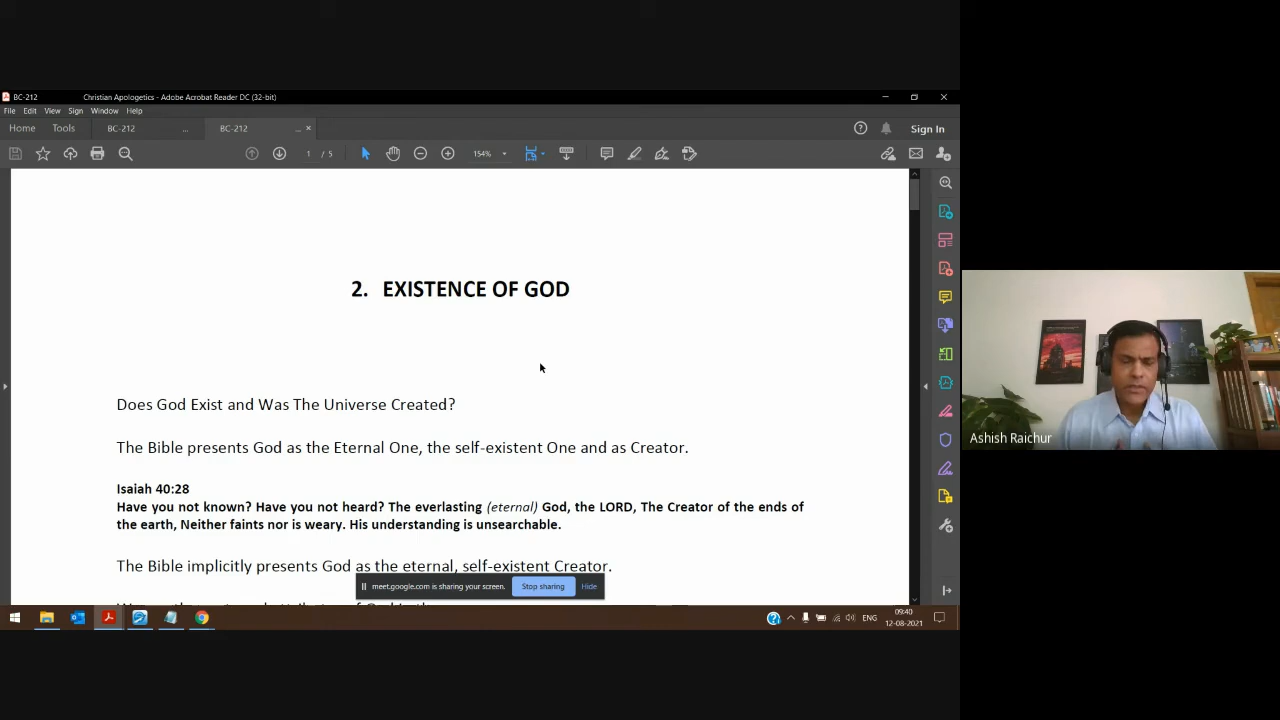 BC-212 Christian Apologetics - Adobe Acrobat Reader DC (32-bit)
File Edit View Sign Window Help
Home Tools BC-212 ... BC-212 ... × Sign In
1 / 5 154%
2. EXISTENCE OF GOD
Does God Exist and Was The Universe Created?
The Bible presents God as the Eternal One, the self-existent One and as Creator.
Isaiah 40:28
Have you not known? Have you not heard? The everlasting (eternal) God, the LORD, The Creator of the ends of
the earth, Neither faints nor is weary. His understanding is unsearchable.
The Bible implicitly presents God as the eternal, self-existent Creator.
meet.google.com is sharing your screen. Stop sharing Hide
ENG
09:40
12-08-2021
Ashish Raichur